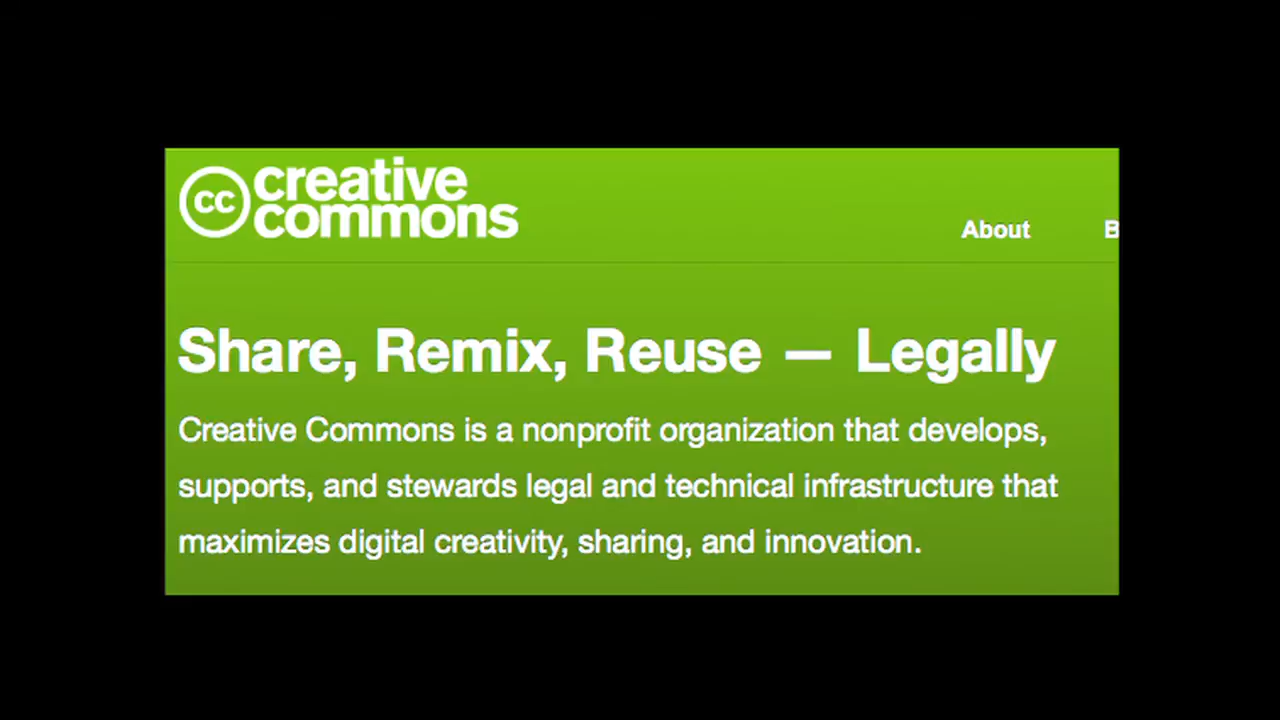 cc creative
commons
About B
Share, Remix, Reuse — Legally
Creative Commons is a nonprofit organization that develops,
supports, and stewards legal and technical infrastructure that
maximizes digital creativity, sharing, and innovation.